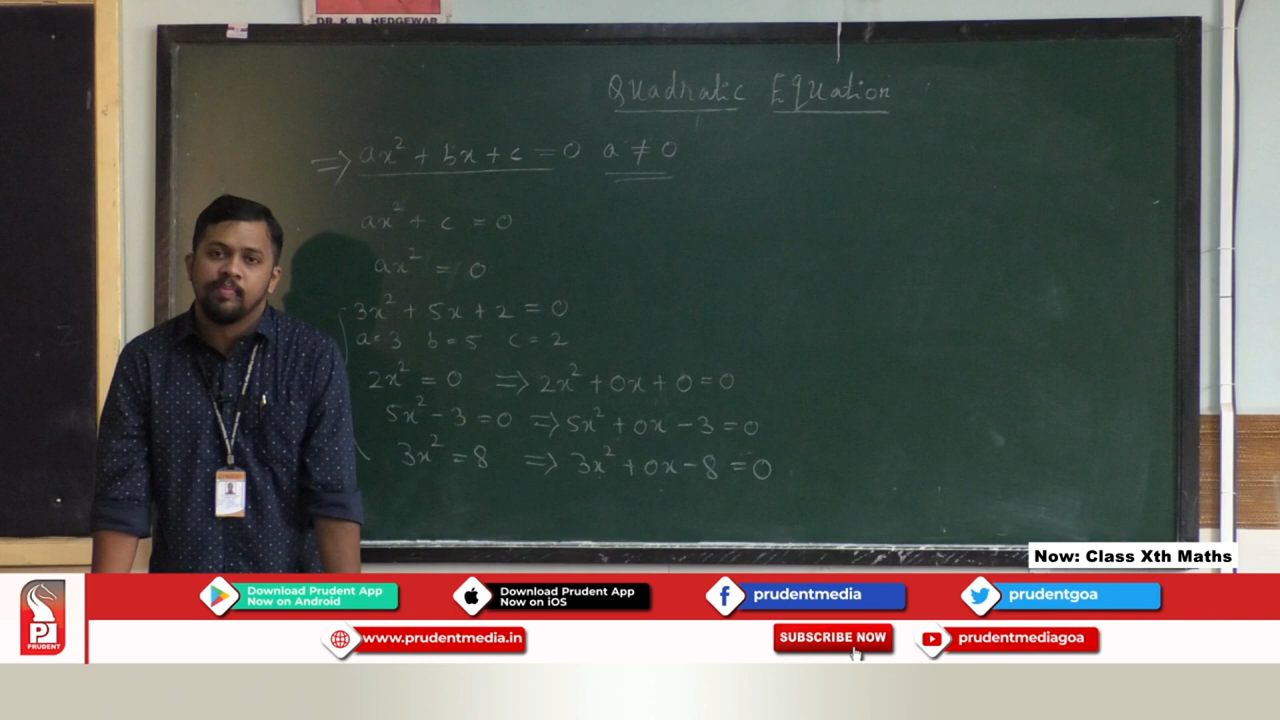 DR. K. B. HEDGEWAR
Quadratic Equation
⇒ ax² + bx + c = 0 a ≠ 0
ax² + c = 0
ax² = 0
3x² + 5x + 2 = 0
a=3 b=5 c=2
2x² = 0 ⇒ 2x² + 0x + 0 = 0
5x² - 3 = 0 ⇒ 5x² + 0x - 3 = 0
3x² = 8 ⇒ 3x² + 0x - 8 = 0
Now: Class Xth Maths
Download Prudent App
Now on Android
Download Prudent App
Now on iOS
prudentmedia
prudentgoa
PRUDENT
www.prudentmedia.in
SUBSCRIBE NOW
prudentmediagoa